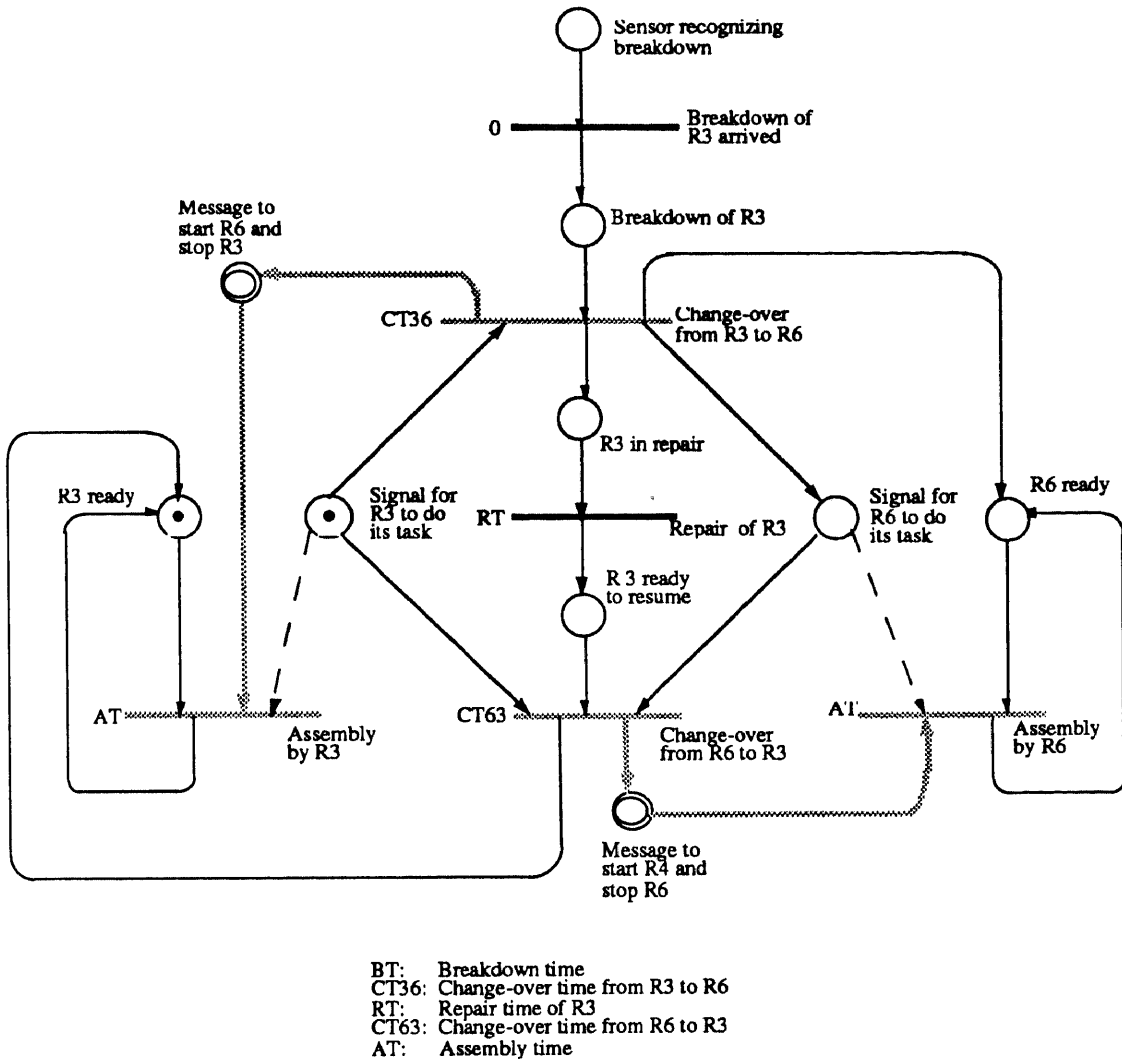 Sensor recognizing
breakdown
0
Breakdown of
R3 arrived
Message to
start R6 and
stop R3
Breakdown of R3
CT36
Change-over
from R3 to R6
R3 in repair
R3 ready
Signal for
R3 to do
its task
RT
Repair of R3
Signal for
R6 to do
its task
R6 ready
R 3 ready
to resume
AT
Assembly
by R3
CT63
Change-over
from R6 to R3
AT
Assembly
by R6
Message to
start R4 and
stop R6
BT: Breakdown time
CT36: Change-over time from R3 to R6
RT: Repair time of R3
CT63: Change-over time from R6 to R3
AT: Assembly time